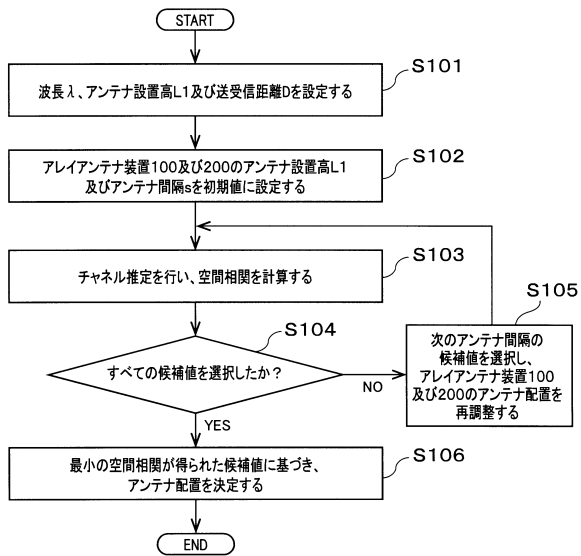 START
S101
波長λ、アンテナ設置高L1及び送受信距離Dを設定する
S102
アレイアンテナ装置100及び200のアンテナ設置高L1
及びアンテナ間隔sを初期値に設定する
S103
チャネル推定を行い、空間相関を計算する
S104
すべての候補値を選択したか?
NO
S105
次のアンテナ間隔の
候補値を選択し、
アレイアンテナ装置100
及び200のアンテナ配置を
再調整する
YES
S106
最小の空間相関が得られた候補値に基づき、
アンテナ配置を決定する
END